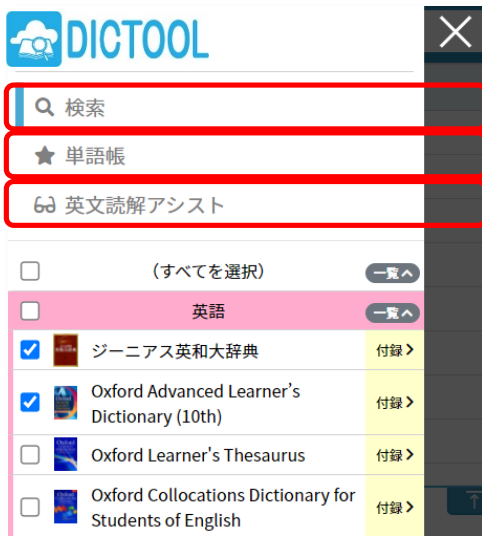 DICTOOL
検索
単語帳
英文読解アシスト
(すべてを選択)
一覧
英語
一覧
ジーニアス英和大辞典
付録
Oxford Advanced Learner’s
Dictionary (10th)
付録
Oxford Learner's Thesaurus
付録
Oxford Collocations Dictionary for
Students of English
付録